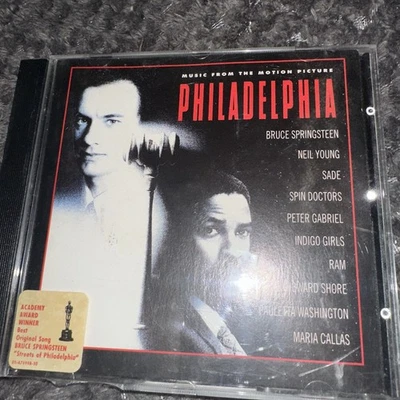 MUSIC FROM THE MOTION PICTURE
PHILADELPHIA
BRUCE SPRINGSTEEN
NEIL YOUNG
SADE
SPIN DOCTORS
PETER GABRIEL
INDIGO GIRLS
RAM
SHORE
WASHINGTON
MARIA CALLAS
ACADEMY
AWARD
WINNER
Best
Original Song
BRUCE SPRINGSTEEN
"Streets of Philadelphia"